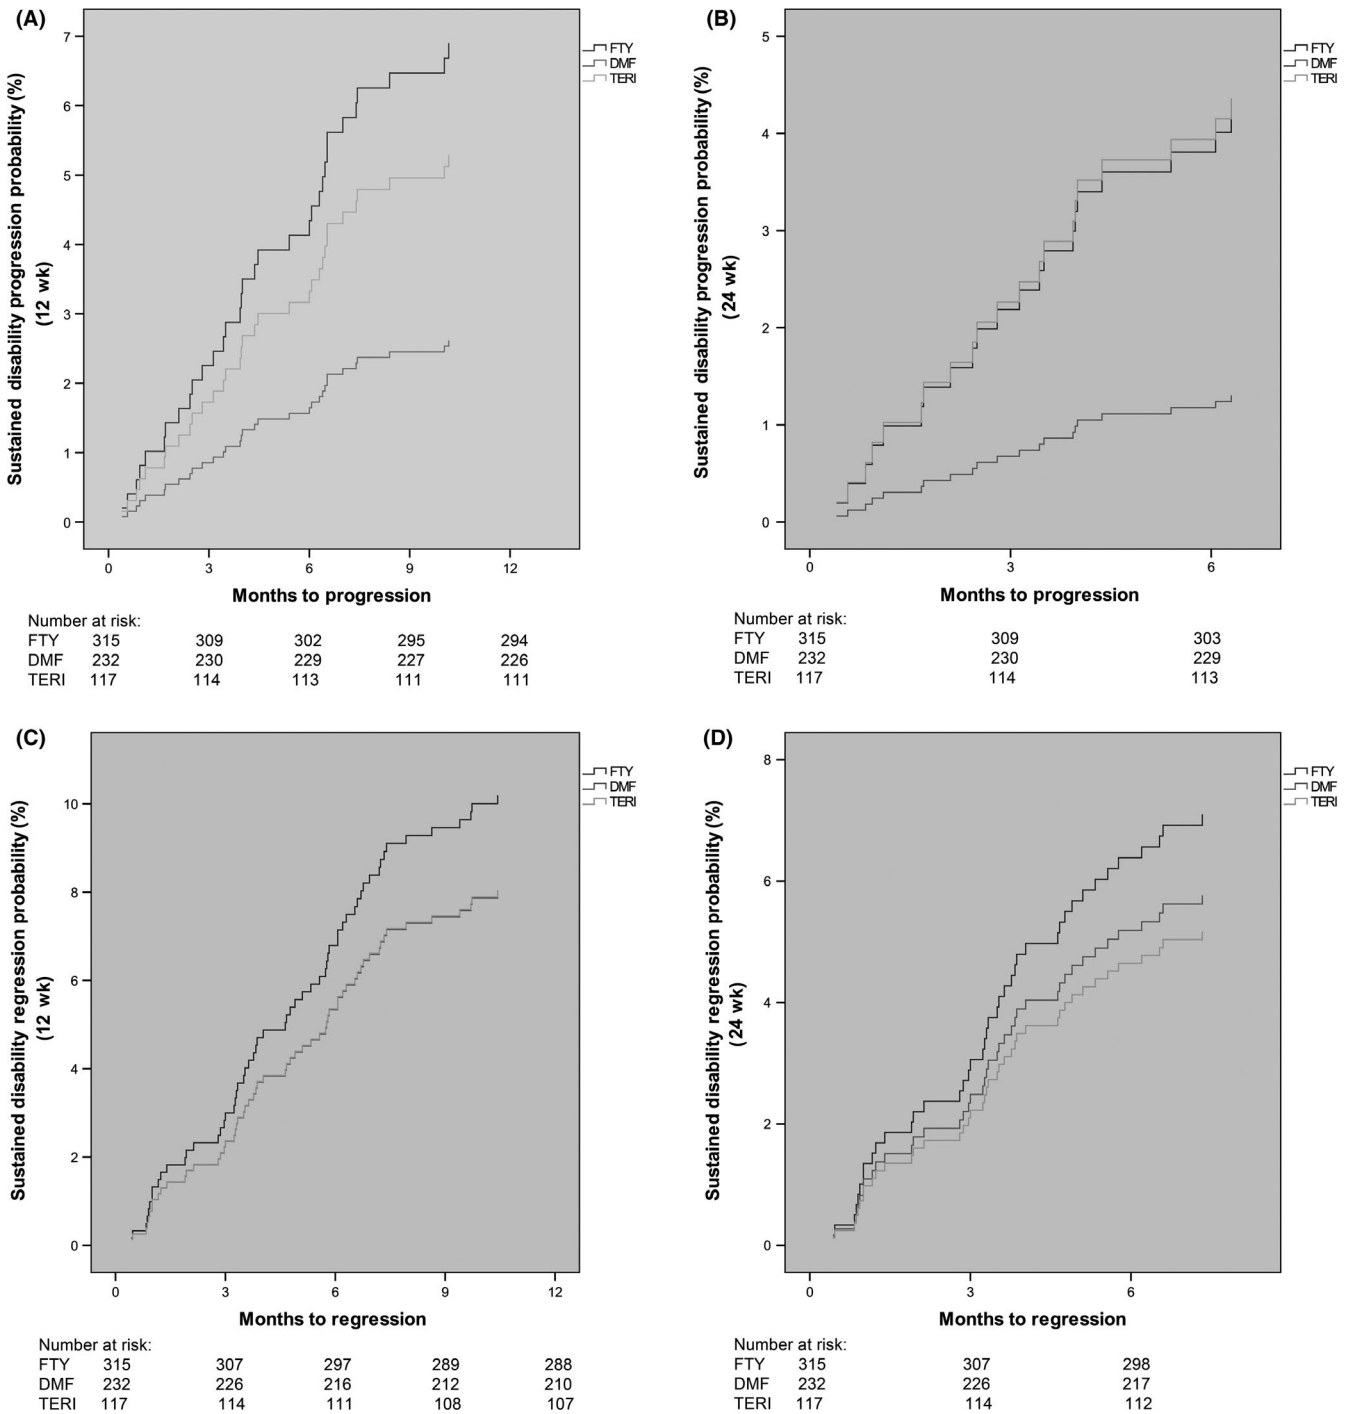 (A)
Sustained disability progression probability (%)
(12 wk)
7
6
5
4
3
2
1
0
0 3 6 9 12
Months to progression
FTY
DMF
TERI
Number at risk:
FTY 315 309 302 295 294
DMF 232 230 229 227 226
TERI 117 114 113 111 111
(B)
Sustained disability progression probability (%)
(24 wk)
5
4
3
2
1
0
0 3 6
Months to progression
FTY
DMF
TERI
Number at risk:
FTY 315 309 303
DMF 232 230 229
TERI 117 114 113
(C)
Sustained disability regression probability (%)
(12 wk)
10
8
6
4
2
0
0 3 6 9 12
Months to regression
FTY
DMF
TERI
Number at risk:
FTY 315 307 297 289 288
DMF 232 226 216 212 210
TERI 117 114 111 108 107
(D)
Sustained disability regression probability (%)
(24 wk)
8
6
4
2
0
0 3 6
Months to regression
FTY
DMF
TERI
Number at risk:
FTY 315 307 298
DMF 232 226 217
TERI 117 114 112